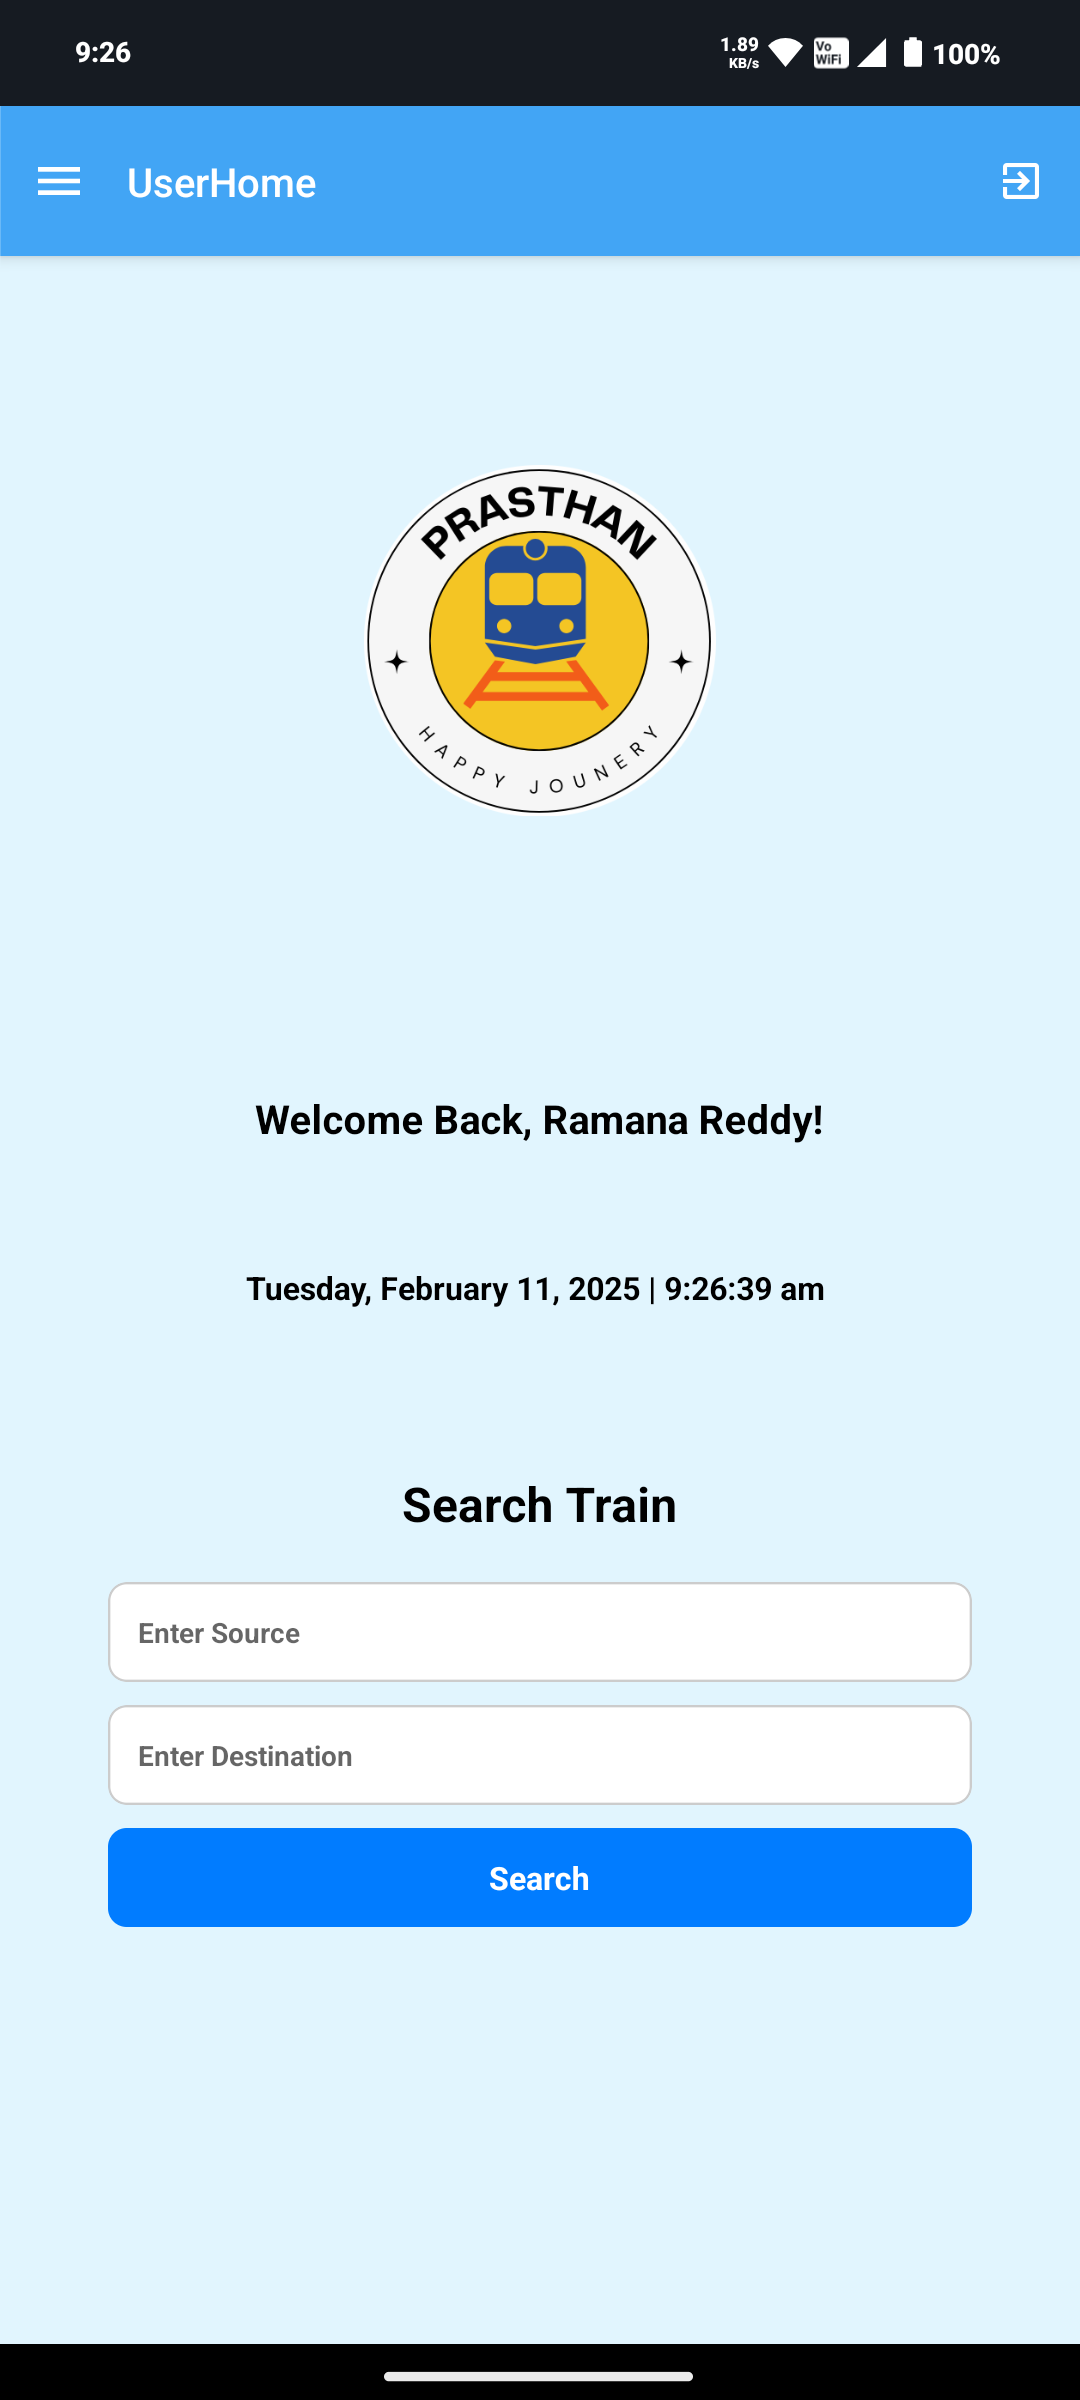 9:26
1.89
KB/s
Vo
WiFi
100%
UserHome
PRASTHAN
HAPPY JOUNERY
Welcome Back, Ramana Reddy!
Tuesday, February 11, 2025 | 9:26:39 am
Search Train
Enter Source
Enter Destination
Search